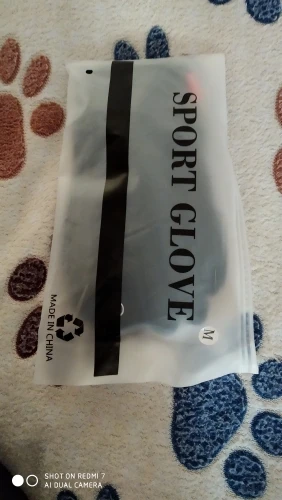 SPORT GLOVE
M
MADE IN CHINA
SHOT ON REDMI 7
AI DUAL CAMERA